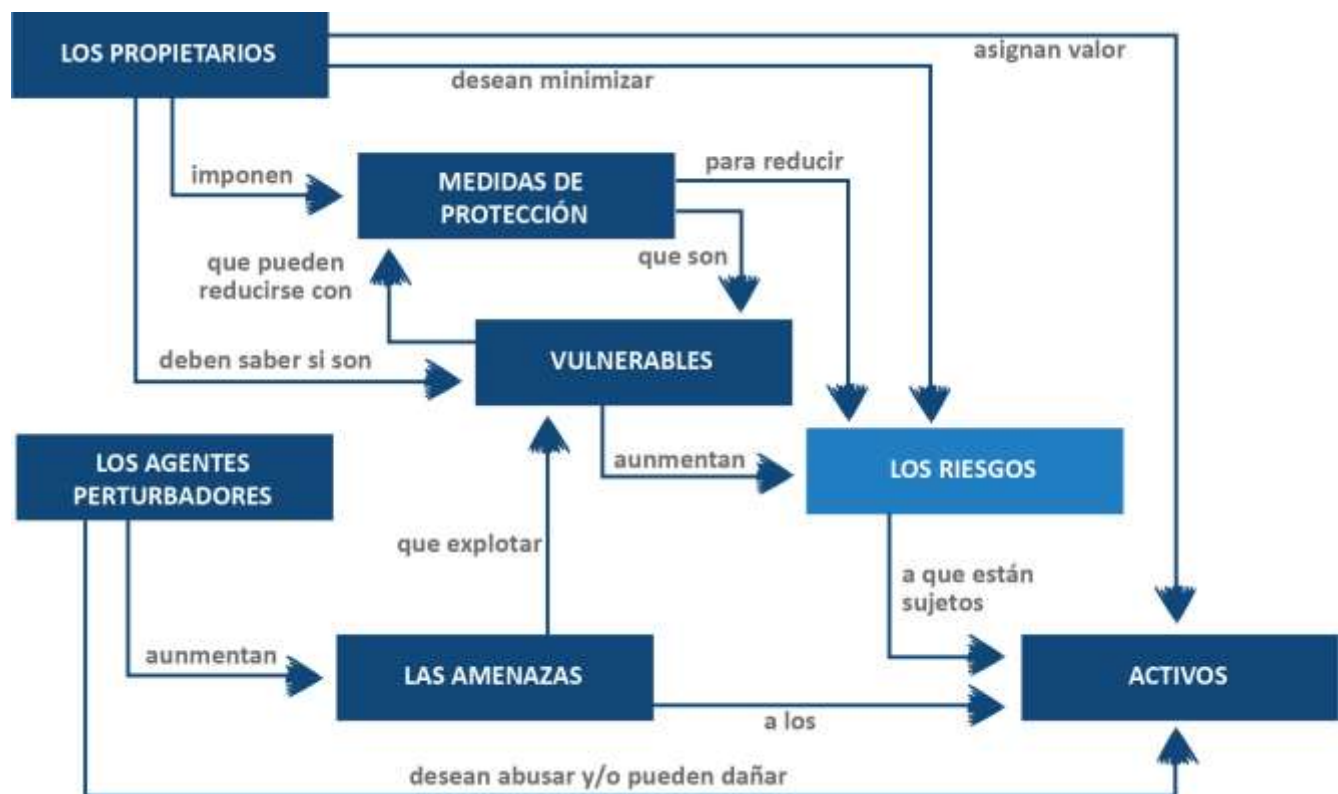 LOS PROPIETARIOS
asignan valor
desean minimizar
imponen
MEDIDAS DE
PROTECCIÓN
para reducir
que pueden
reducirse con
que son
deben saber si son
VULNERABLES
LOS AGENTES
PERTURBADORES
aunmentan
LOS RIESGOS
que explotar
a que están
sujetos
aunmentan
LAS AMENAZAS
a los
ACTIVOS
desean abusar y/o pueden dañar